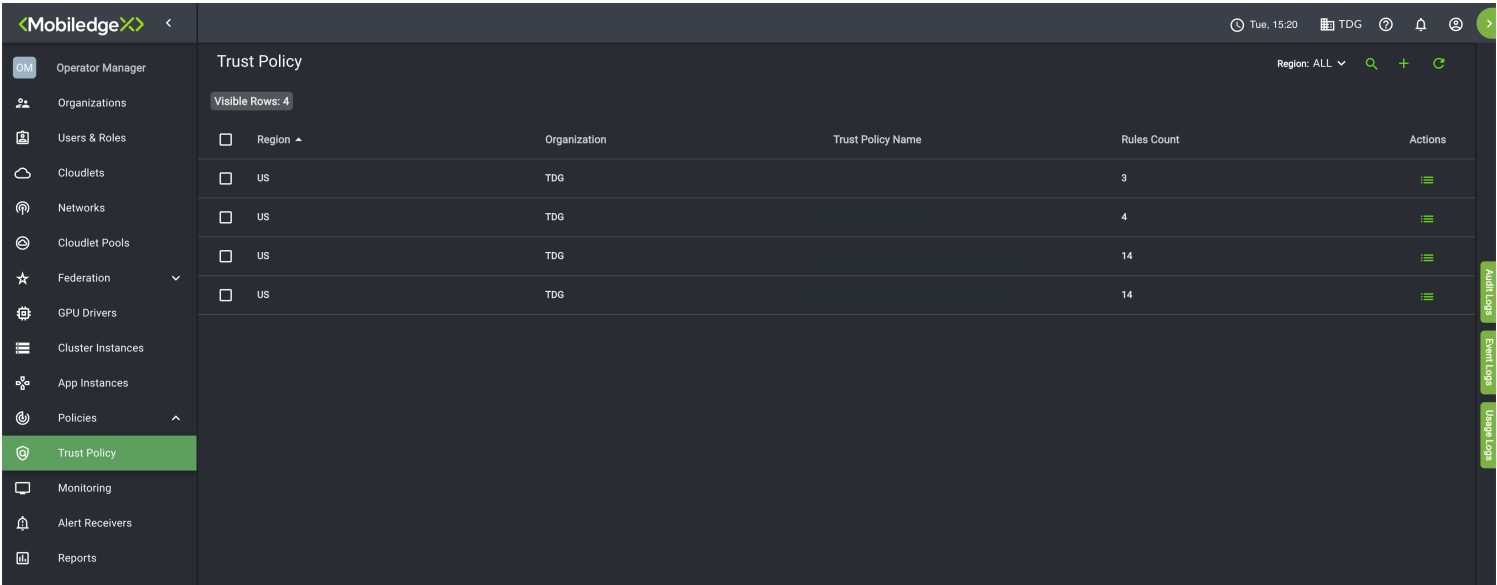 <MobiledgeX>
Tue, 15:20
TDG
OM
Operator Manager
Organizations
Users & Roles
Cloudlets
Networks
Cloudlet Pools
Federation
GPU Drivers
Cluster Instances
App Instances
Policies
Trust Policy
Monitoring
Alert Receivers
Reports
Trust Policy
Region: ALL
Visible Rows: 4
Region Organization Trust Policy Name Rules Count Actions
US TDG 3
US TDG 4
US TDG 14
US TDG 14
Audit Logs
Event Logs
Usage Logs